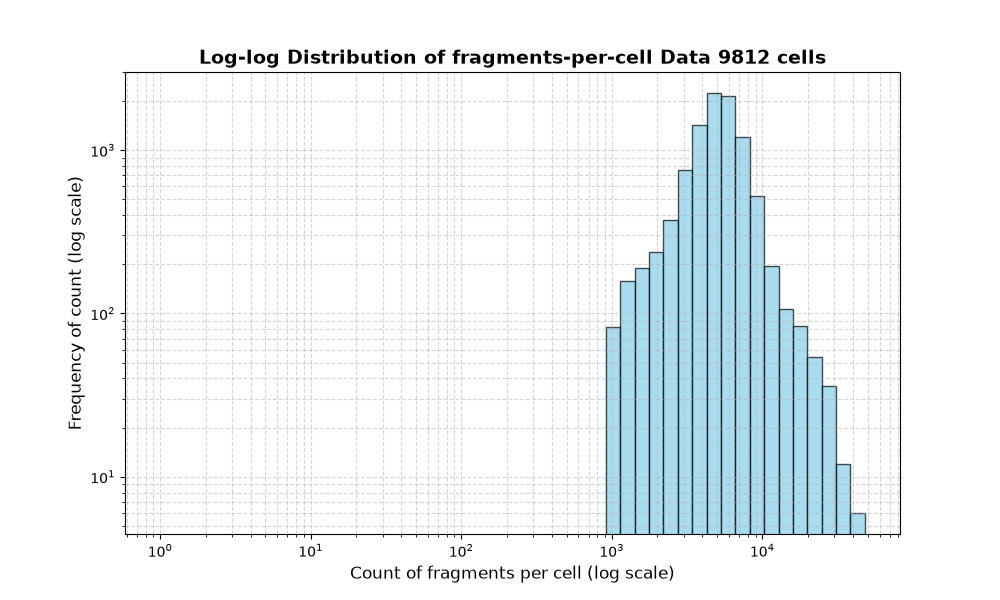 Log-log Distribution of fragments-per-cell Data 9812 cells
Frequency of count (log scale)
10³
10²
10¹
10⁰ 10¹ 10² 10³ 10⁴
Count of fragments per cell (log scale)